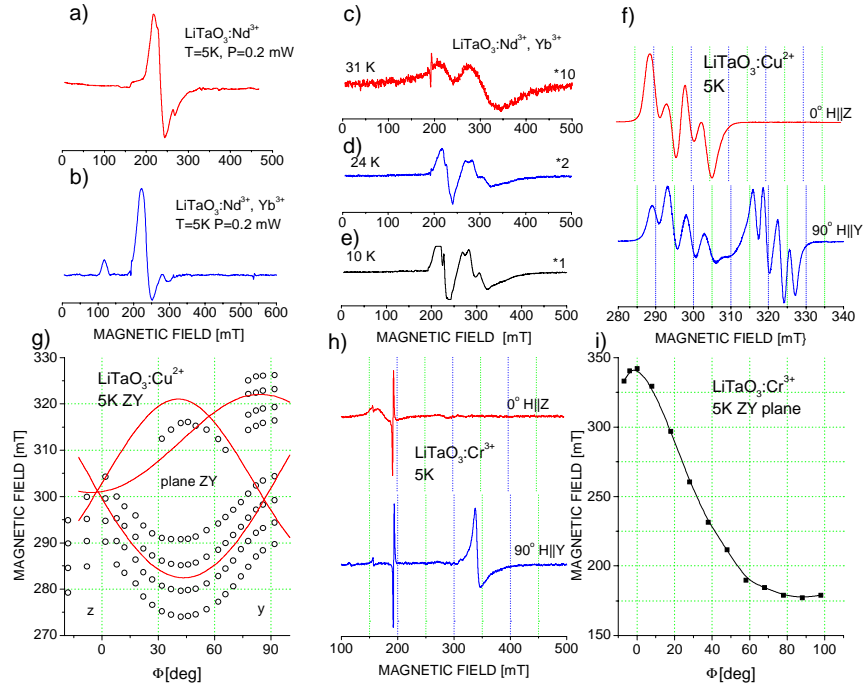 a)
LiTaO3:Nd3+
T=5K, P=0.2 mW
0 100 200 300 400 500
b)
LiTaO3:Nd3+, Yb3+
T=5K P=0.2 mW
0 100 200 300 400 500 600
MAGNETIC FIELD [mT]
c)
LiTaO3:Nd3+, Yb3+
31 K
*10
0 100 200 300 400 500
d)
24 K
*2
0 100 200 300 400 500
e)
10 K
*1
0 100 200 300 400 500
MAGNETIC FIELD [mT]
f)
LiTaO3:Cu2+
5K
0° H||Z
90° H||Y
280 290 300 310 320 330 340
MAGNETIC FIELD [mT}
g)
MAGNETIC FIELD [mT]
330
320
310
300
290
280
270
LiTaO3:Cu2+
5K ZY
plane ZY
z
y
0 30 60 90
Φ[deg]
h)
0° H||Z
LiTaO3:Cr3+
5K
90° H||Y
100 200 300 400 500
MAGNETIC FIELD [mT]
i)
MAGNETIC FIELD [mT]
350
325
300
275
250
225
200
175
150
LiTaO3:Cr3+
5K ZY plane
0 20 40 60 80 100
Φ[deg]